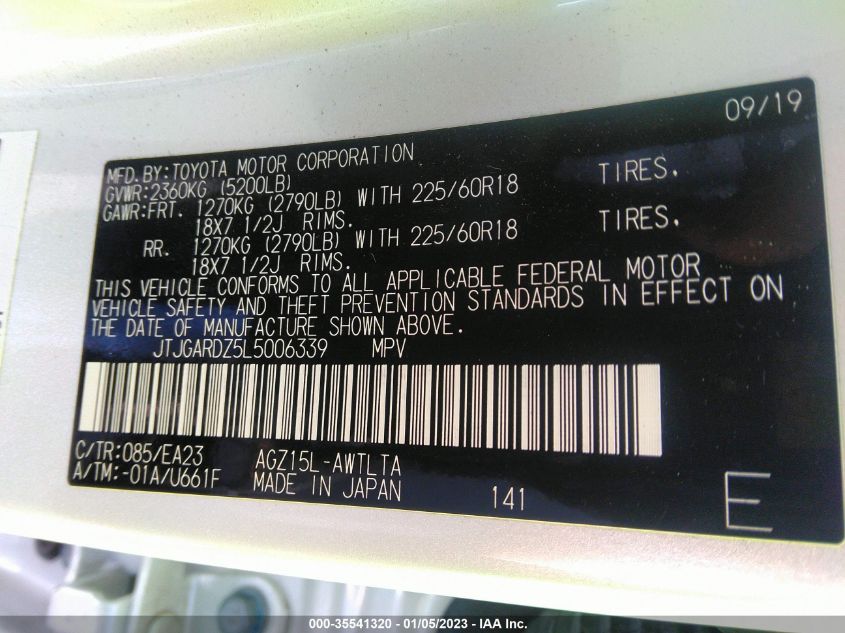 09/19
MFD.BY:TOYOTA MOTOR CORPORATION
GVWR:2360KG (5200LB)
GAWR:FRT. 1270KG (2790LB) WITH 225/60R18 TIRES,
18X7 1/2J RIMS.
RR. 1270KG (2790LB) WITH 225/60R18 TIRES,
18X7 1/2J RIMS.
THIS VEHICLE CONFORMS TO ALL APPLICABLE FEDERAL MOTOR
VEHICLE SAFETY AND THEFT PREVENTION STANDARDS IN EFFECT ON
THE DATE OF MANUFACTURE SHOWN ABOVE.
JTJGARDZ5L5006339 MPV
C/TR:085/EA23 AGZ15L-AWTLTA
A/TM:-01A/U661F MADE IN JAPAN 141 E
000-35541320 - 01/05/2023 - IAA Inc.